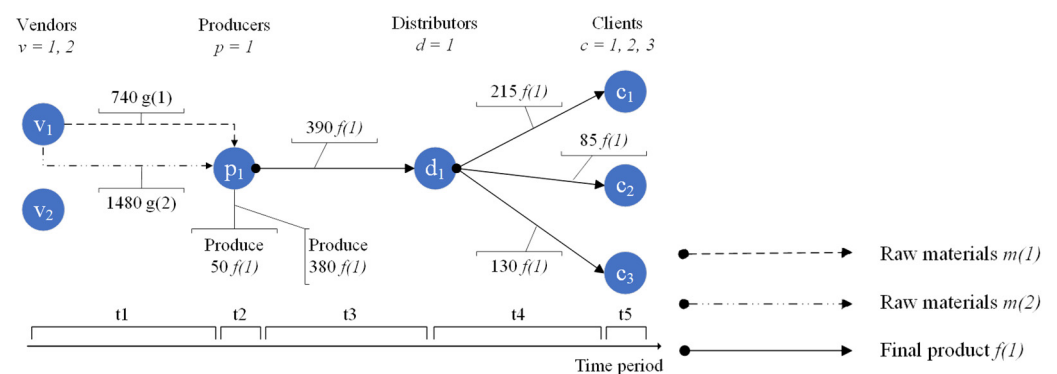 Vendors
v = 1, 2
Producers
p = 1
Distributors
d = 1
Clients
c = 1, 2, 3
740 g(1)
1480 g(2)
390 f(1)
215 f(1)
85 f(1)
130 f(1)
v1
v2
p1
d1
c1
c2
c3
Produce
50 f(1)
Produce
380 f(1)
t1
t2
t3
t4
t5
Time period
Raw materials m(1)
Raw materials m(2)
Final product f(1)